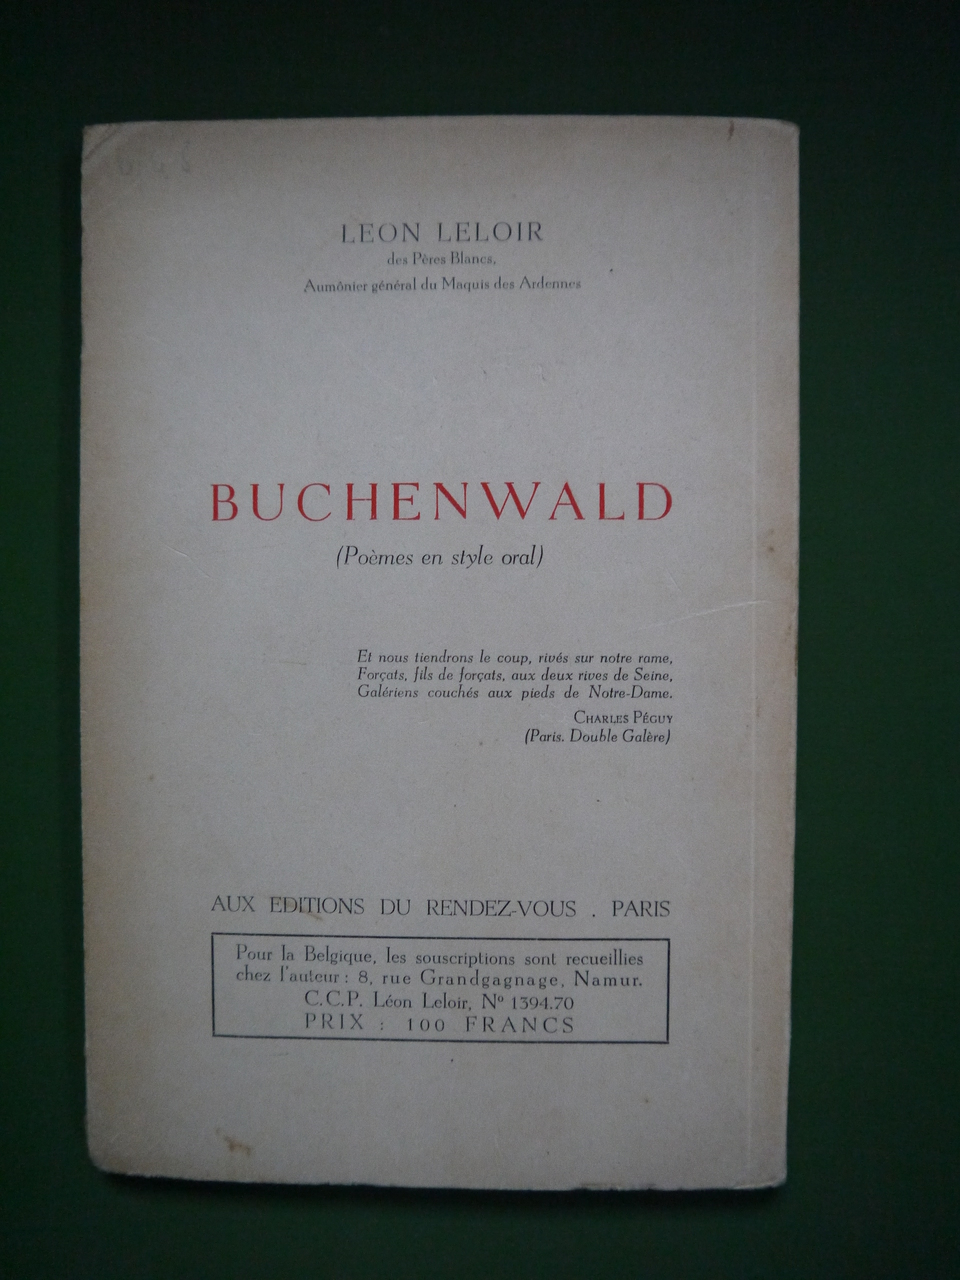 LEON LELOIR
des Pères Blancs,
Aumônier général du Maquis des Ardennes
BUCHENWALD
(Poèmes en style oral)
Et nous tiendrons le coup, rivés sur notre rame,
Forçats, fils de forçats, aux deux rives de Seine,
Galériens couchés aux pieds de Notre-Dame.
CHARLES PÉGUY
(Paris. Double Galère)
AUX EDITIONS DU RENDEZ-VOUS . PARIS
Pour la Belgique, les souscriptions sont recueillies
chez l'auteur : 8, rue Grandgagnage, Namur.
C.C.P. Léon Leloir, Nº 1394.70
PRIX : 100 FRANCS